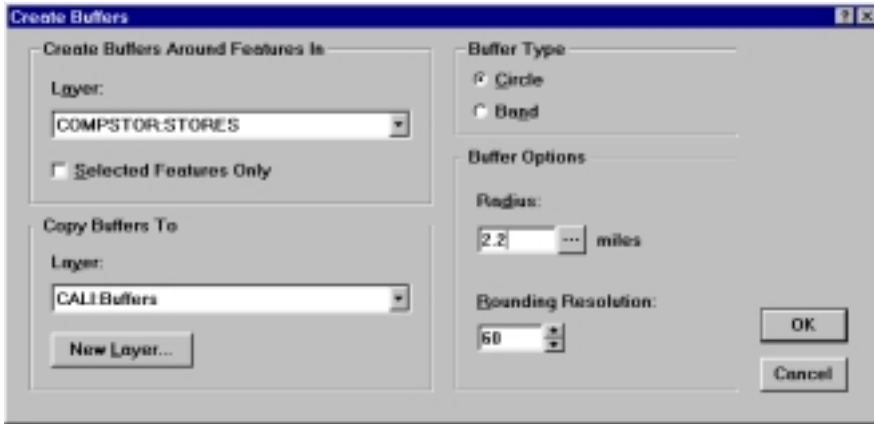 Create Buffers
Create Buffers Around Features In
Layer:
COMPSTOR:STORES
Selected Features Only
Copy Buffers To
Layer:
CALI:Buffers
New Layer...
Buffer Type
Circle
Band
Buffer Options
Radius:
2.2 ... miles
Rounding Resolution:
60
OK
Cancel